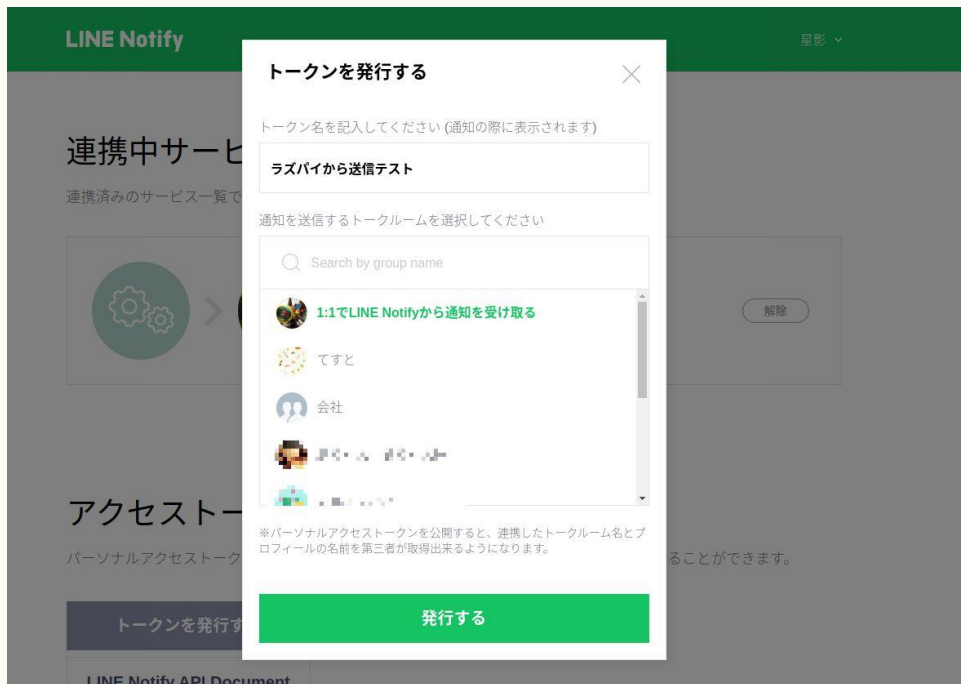 LINE Notify
星影
トークンを発行する
トークン名を記入してください (通知の際に表示されます)
ラズパイから送信テスト
連携中サービ
連携済みのサービス一覧で
通知を送信するトークルームを選択してください
Search by group name
1:1でLINE Notifyから通知を受け取る
解除
てすと
会社
アクセストー
※パーソナルアクセストークンを公開すると、連携したトークルーム名とプ
ロフィールの名前を第三者が取得出来るようになります。
パーソナルアクセストーク
ることができます。
発行する
トークンを発行す
LINE Notify API Document